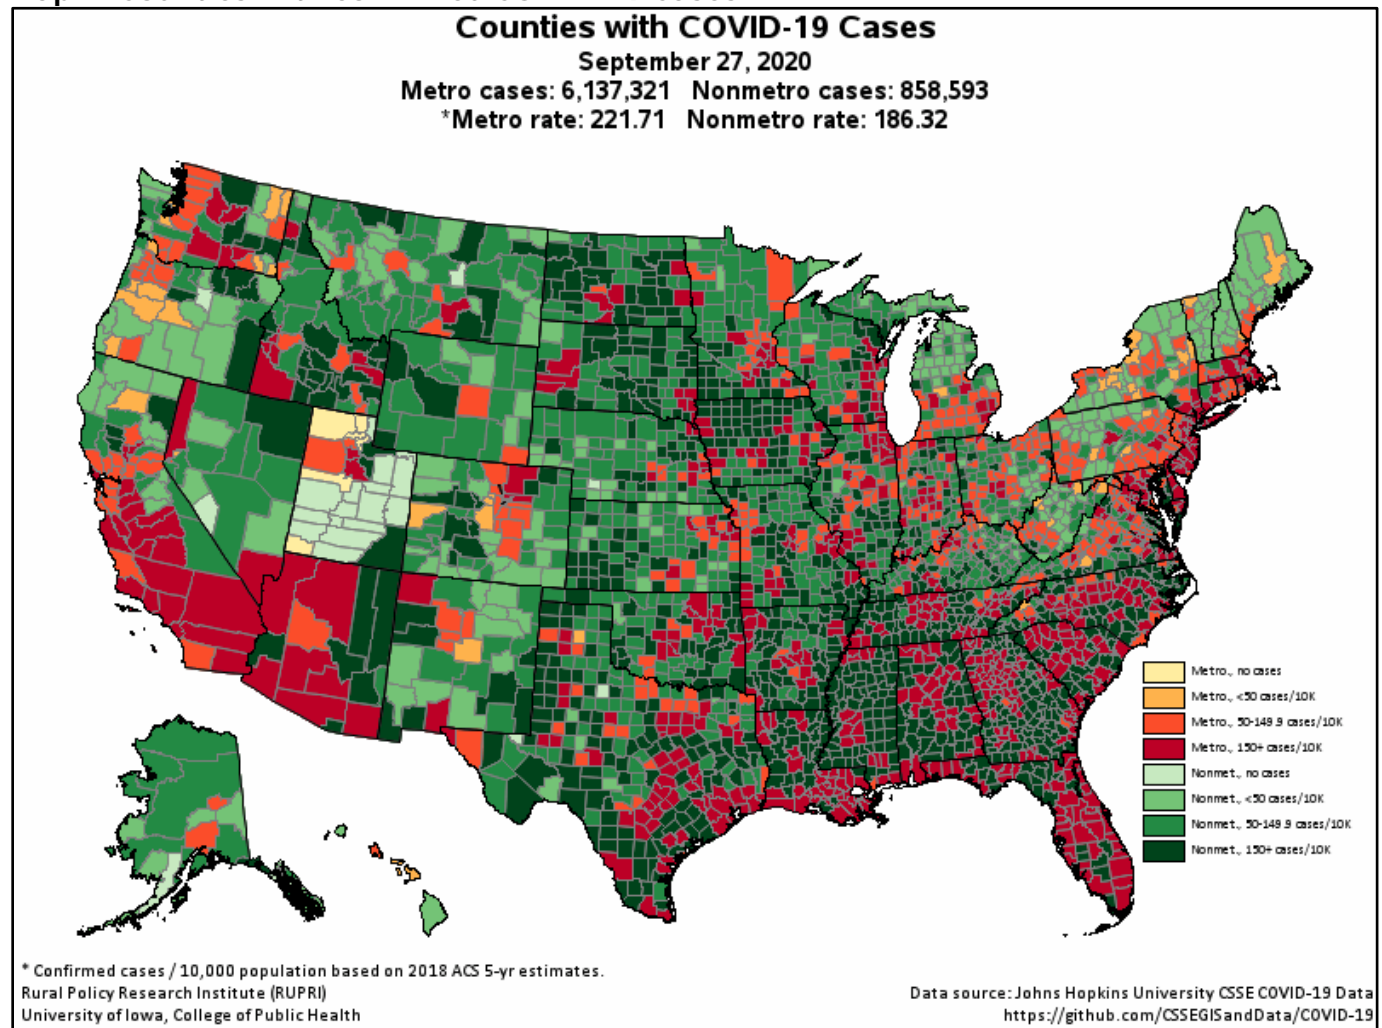 Counties with COVID-19 Cases
September 27, 2020
Metro cases: 6,137,321 Nonmetro cases: 858,593
*Metro rate: 221.71 Nonmetro rate: 186.32
Metro., no cases
Metro., <50 cases/10K
Metro., 50-149.9 cases/10K
Metro., 150+ cases/10K
Nonmet., no cases
Nonmet., <50 cases/10K
Nonmet., 50-149.9 cases/10K
Nonmet., 150+ cases/10K
* Confirmed cases / 10,000 population based on 2018 ACS 5-yr estimates.
Rural Policy Research Institute (RUPRI)
University of Iowa, College of Public Health
Data source: Johns Hopkins University CSSE COVID-19 Data
https://github.com/CSSEGISandData/COVID-19